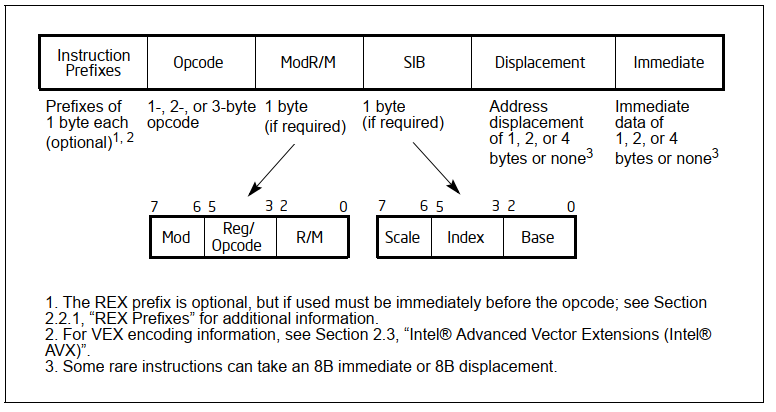 Instruction Prefixes Opcode ModR/M SIB Displacement Immediate
Prefixes of
1 byte each
(optional)1, 2
1-, 2-, or 3-byte
opcode
1 byte
(if required)
1 byte
(if required)
Address
displacement
of 1, 2, or 4
bytes or none3
Immediate
data of
1, 2, or 4
bytes or none3
7 6 5 3 2 0
Mod Reg/Opcode R/M
7 6 5 3 2 0
Scale Index Base
1. The REX prefix is optional, but if used must be immediately before the opcode; see Section
2.2.1, “REX Prefixes” for additional information.
2. For VEX encoding information, see Section 2.3, “Intel® Advanced Vector Extensions (Intel®
AVX)”.
3. Some rare instructions can take an 8B immediate or 8B displacement.